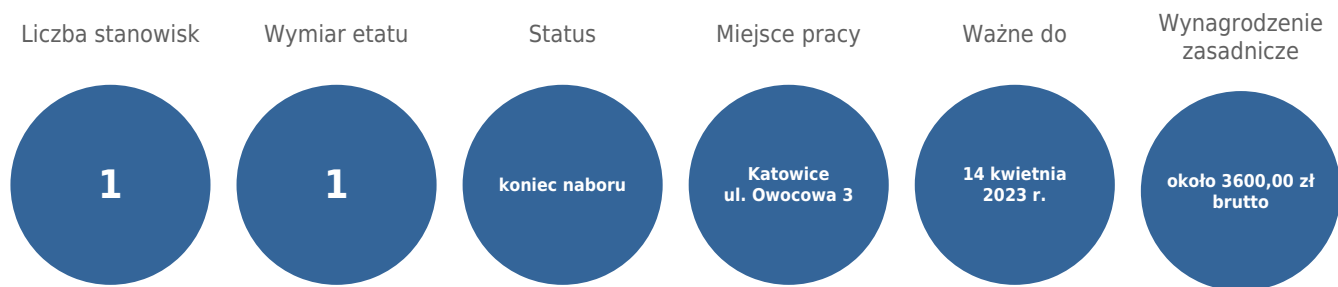 Liczba stanowisk
1
Wymiar etatu
1
Status
koniec naboru
Miejsce pracy
Katowice
ul. Owocowa 3
Ważne do
14 kwietnia
2023 r.
Wynagrodzenie
zasadnicze
około 3600,00 zł
brutto